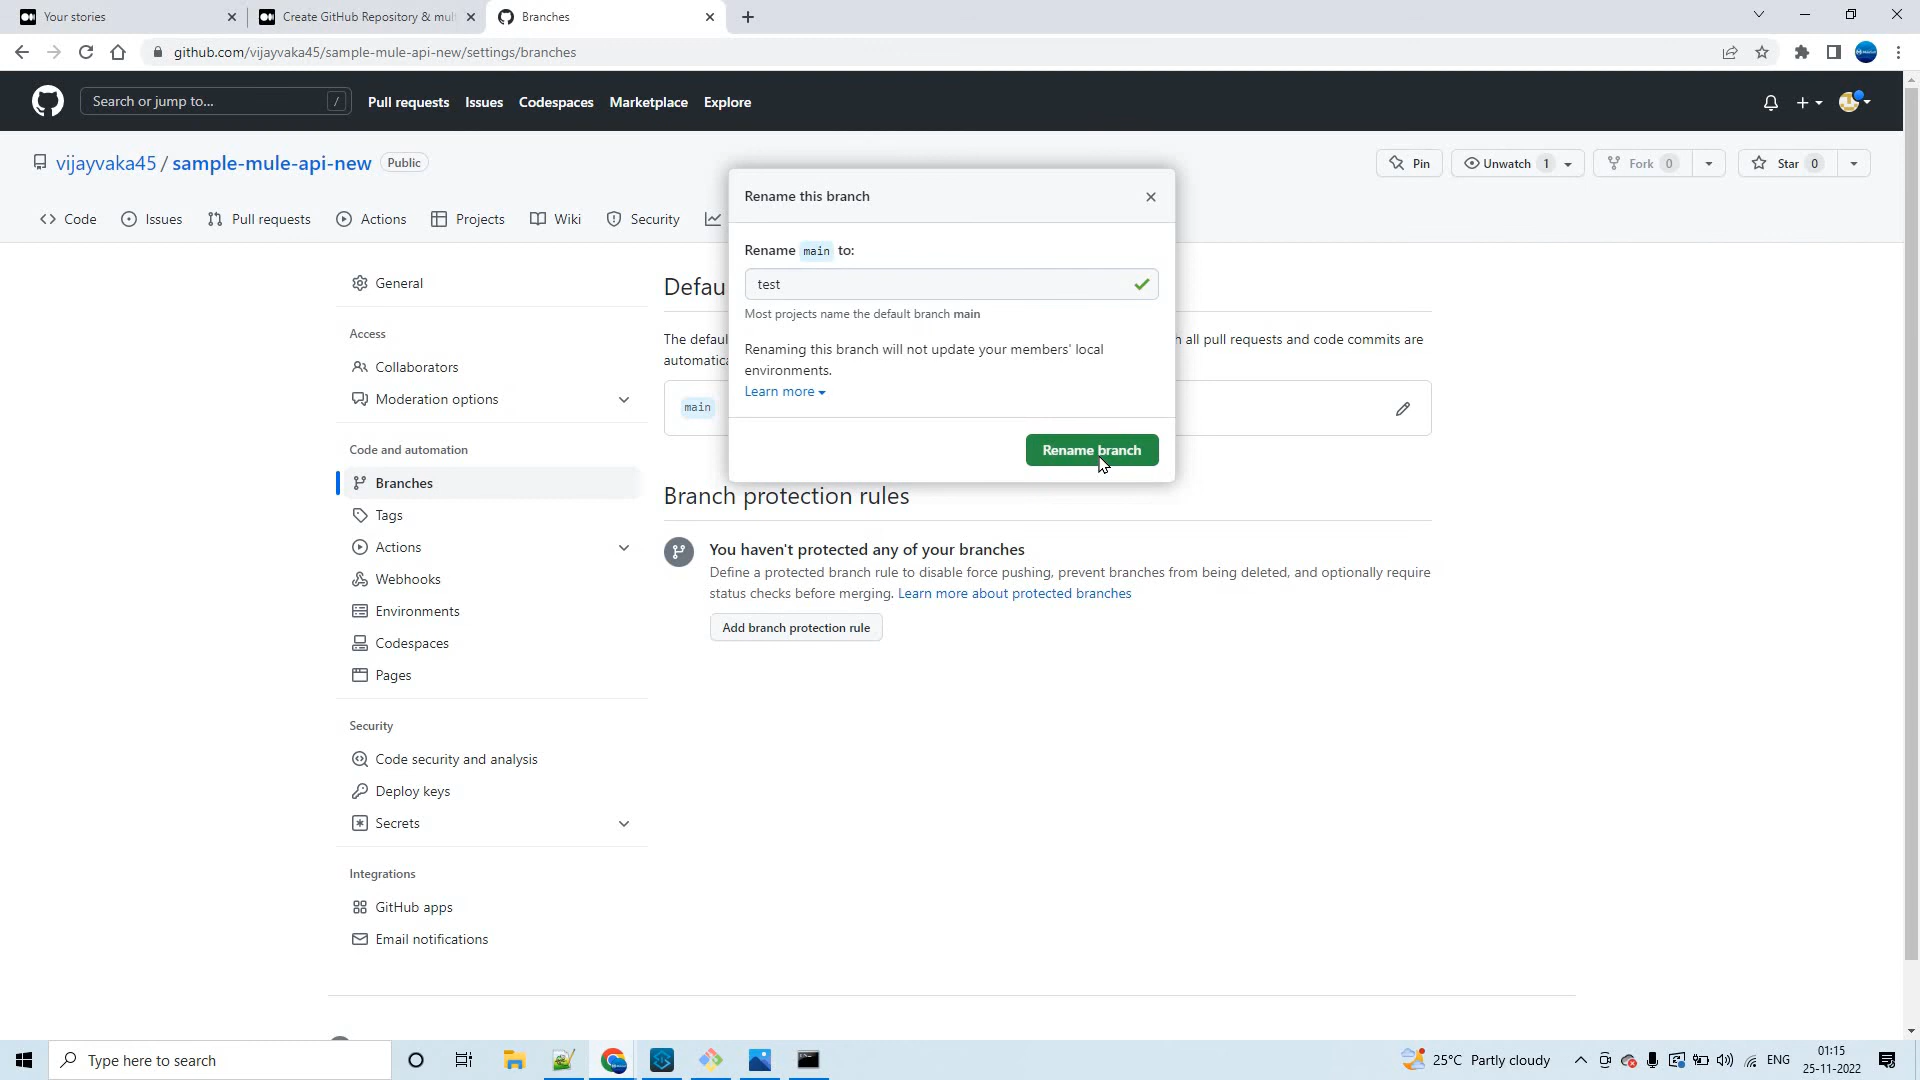 Your stories
Create GitHub Repository & mul
Branches
github.com/vijayvaka45/sample-mule-api-new/settings/branches
Search or jump to...
/
Pull requests
Issues
Codespaces
Marketplace
Explore
vijayvaka45 / sample-mule-api-new
Public
Pin
Unwatch 1
Fork 0
Star 0
Code
Issues
Pull requests
Actions
Projects
Wiki
Security
Rename this branch
Rename main to:
test
Most projects name the default branch main
Renaming this branch will not update your members' local
environments.
Learn more
Rename branch
General
Access
Collaborators
Moderation options
Code and automation
Branches
Tags
Actions
Webhooks
Environments
Codespaces
Pages
Security
Code security and analysis
Deploy keys
Secrets
Integrations
GitHub apps
Email notifications
Defau
The defaul
h all pull requests and code commits are
automatica
main
Branch protection rules
You haven't protected any of your branches
Define a protected branch rule to disable force pushing, prevent branches from being deleted, and optionally require
status checks before merging. Learn more about protected branches
Add branch protection rule
Type here to search
25°C Partly cloudy
ENG
01:15
25-11-2022